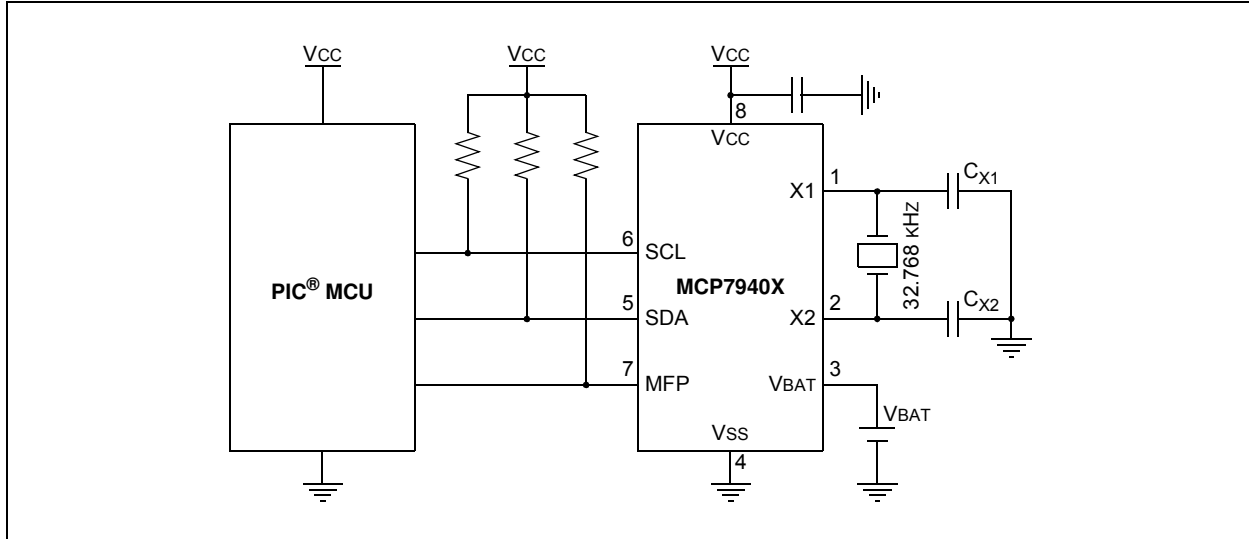 VCC
VCC
VCC
8
VCC
1
X1
CX1
6
SCL
32.768 KHZ
PIC® MCU
MCP7940X
5
SDA
2
X2
CX2
7
MFP
3
VBAT
VBAT
VSS
4